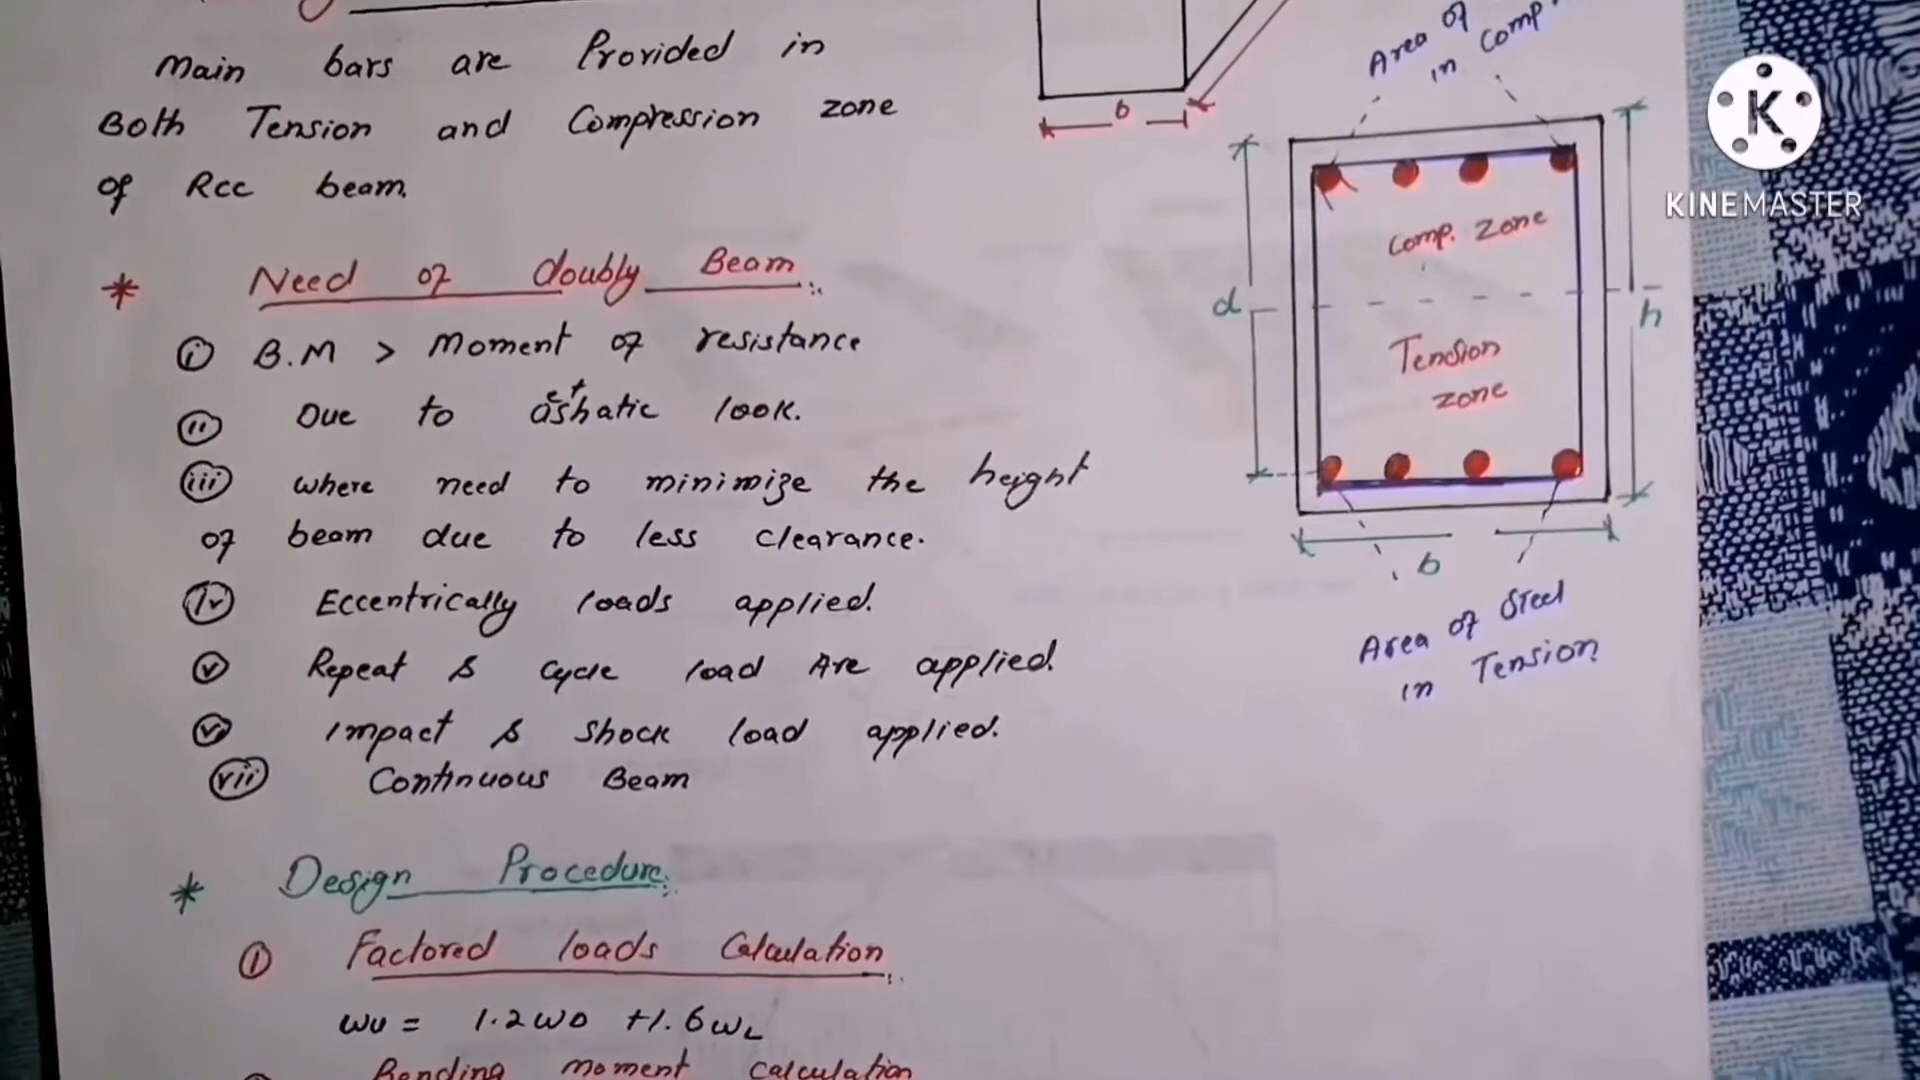 Main bars are Provided in
Both Tension and Compression zone
of Rcc beam.
* Need of doubly Beam :.
(i) B.M > Moment of resistance
(ii) Due to asthatic look.
(iii) where need to minimize the height
of beam due to less clearance.
(iv) Eccentrically loads applied.
(v) Repeat & Cycle load Are applied.
(v) Impact & Shock load applied.
(vii) Continuous Beam
* Design Procedure:
(1) Factored loads Calculation :.
wu = 1.2WD +1.6WL
Bending Moment Calculation
b
Area of
in Comp
Comp. Zone
d
h
Tension
zone
b
Area of Steel
in Tension
K
KINEMASTER